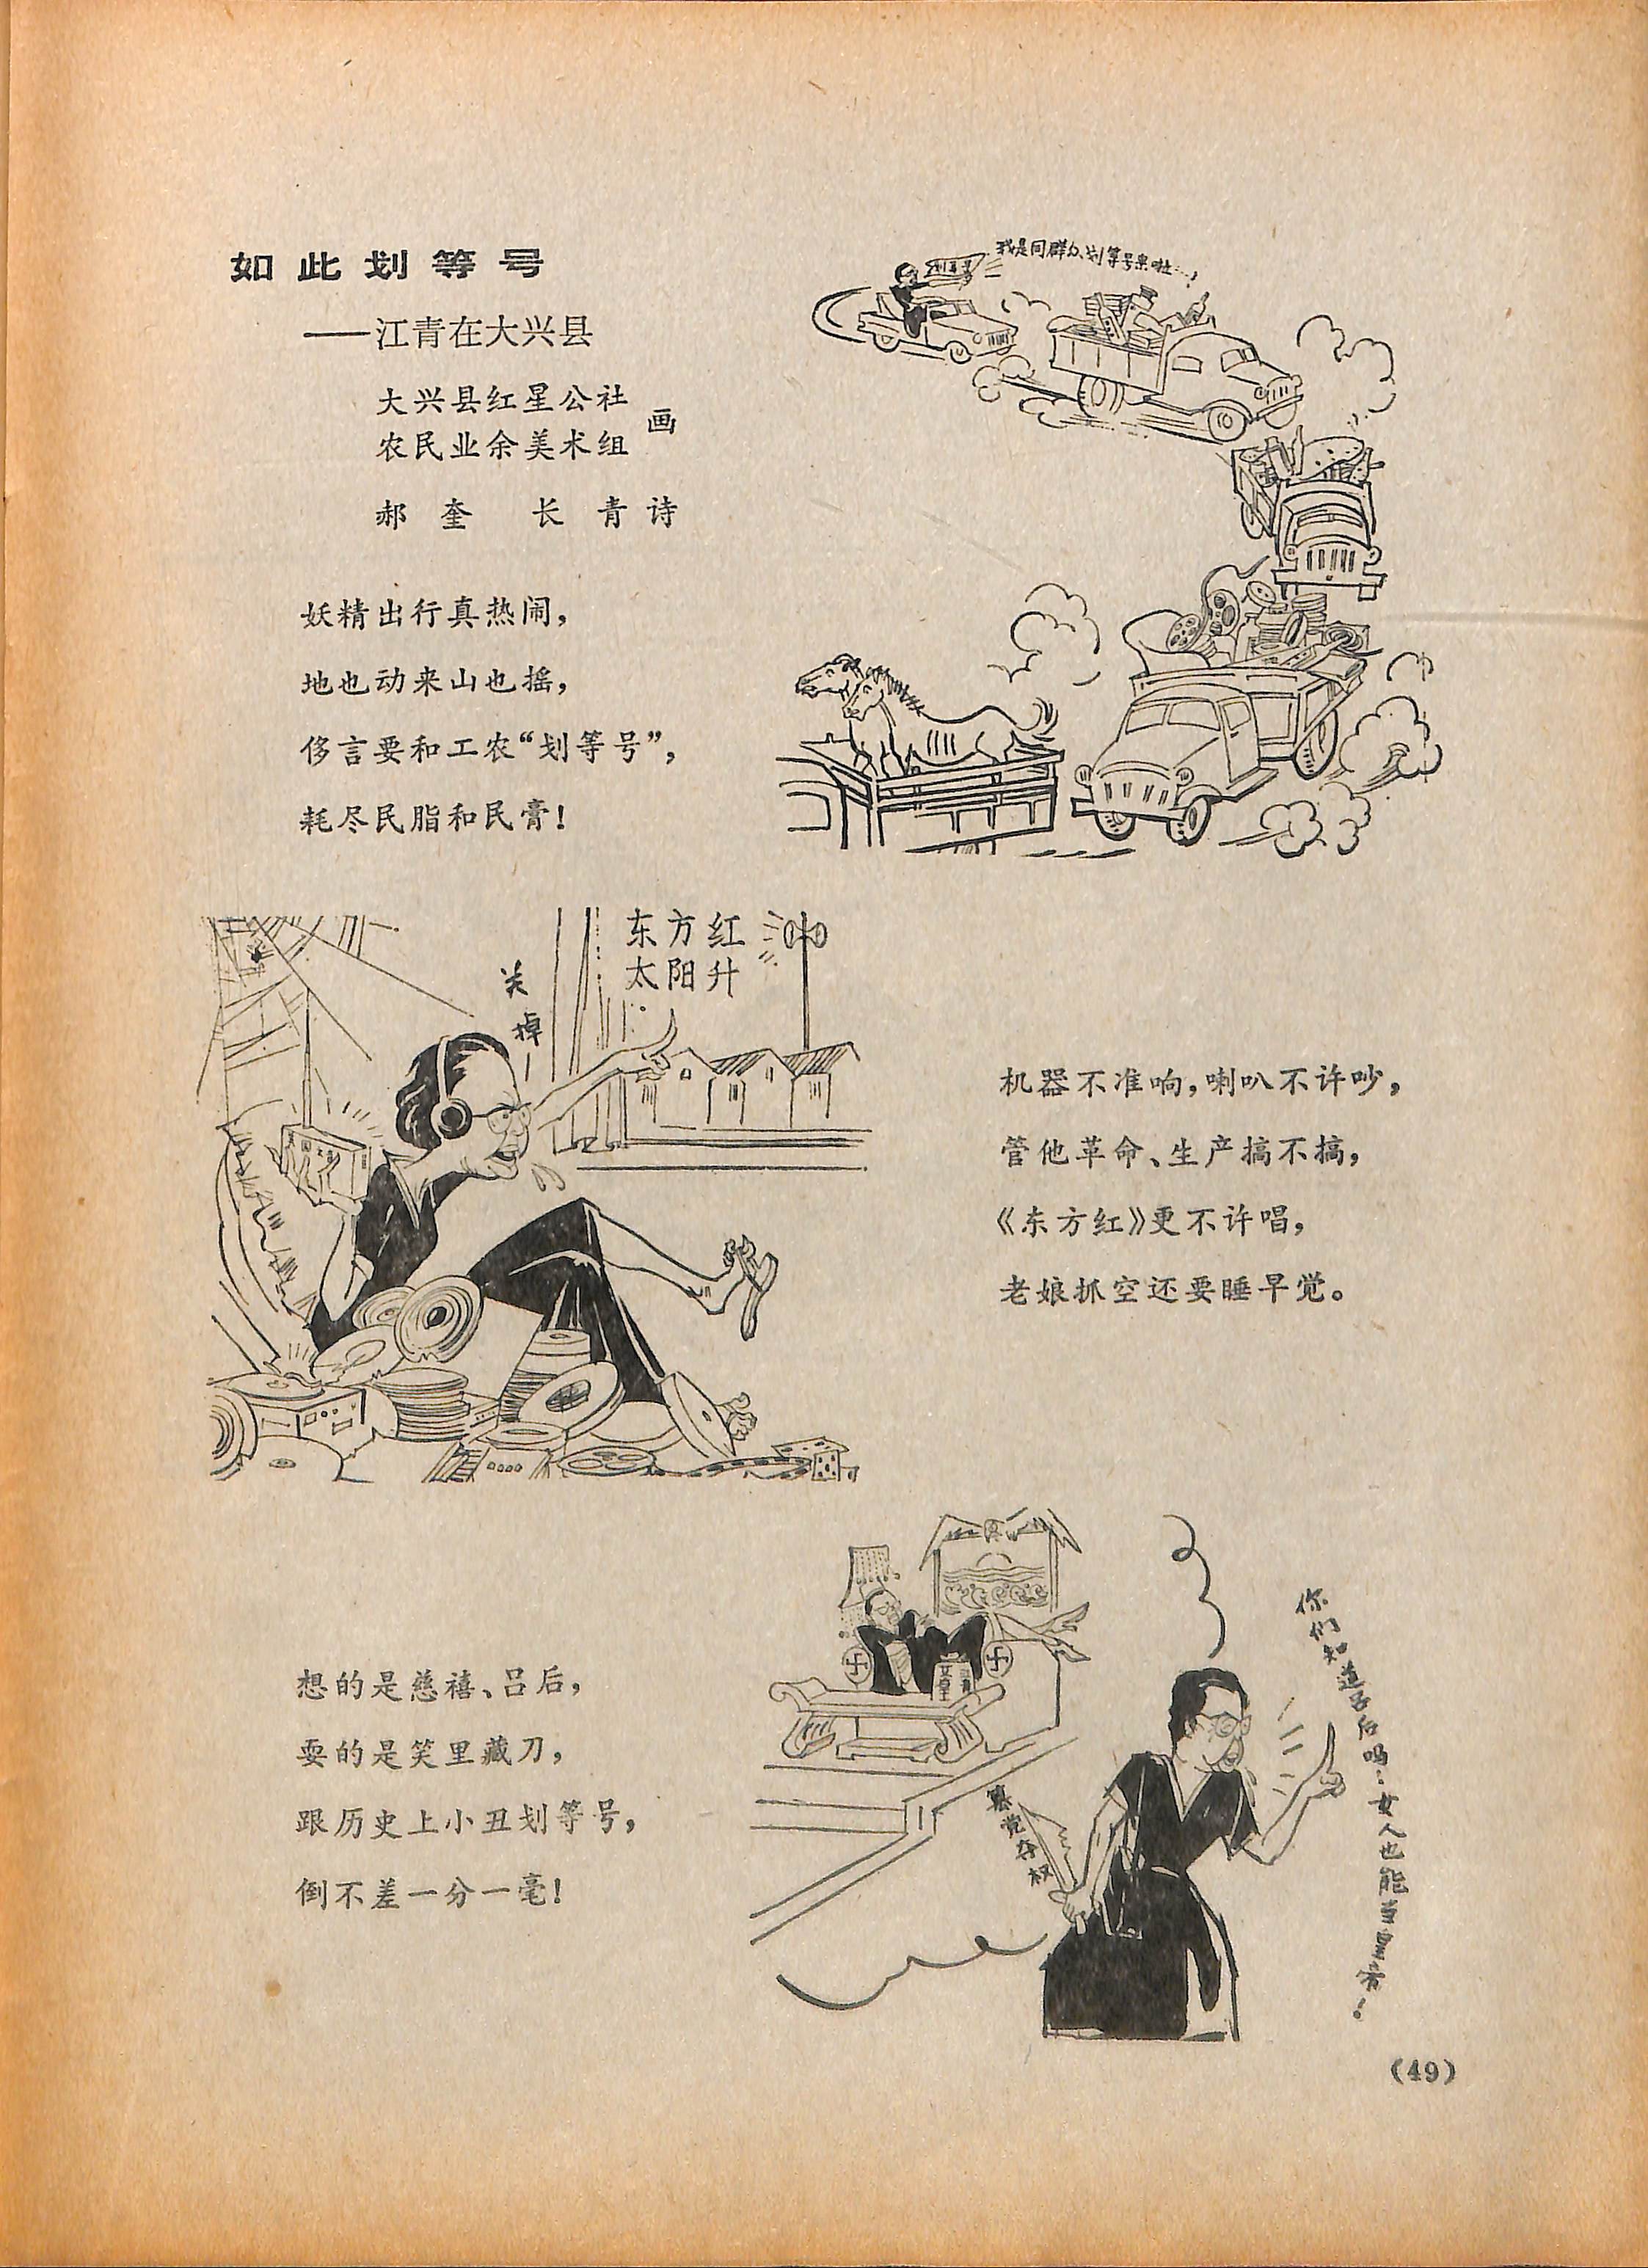 如此划等号
——江青在大兴县
大兴县红星公社
农民业余美术组
画
郝奎 长青 诗
我是同群众划等号来啦…！
妖精出行真热闹，
地也动来山也摇，
侈言要和工农“划等号”，
耗尽民脂和民膏！
东方红
太阳升
关掉
机器不准响，喇叭不许吵，
管他革命、生产搞不搞，
《东方红》更不许唱，
老娘抓空还要睡早觉。
想的是慈禧、吕后，
耍的是笑里藏刀，
跟历史上小丑划等号，
倒不差一分一毫！
女皇
篡党夺权
你们知道吕后吗：女人也能当皇帝！
(49)